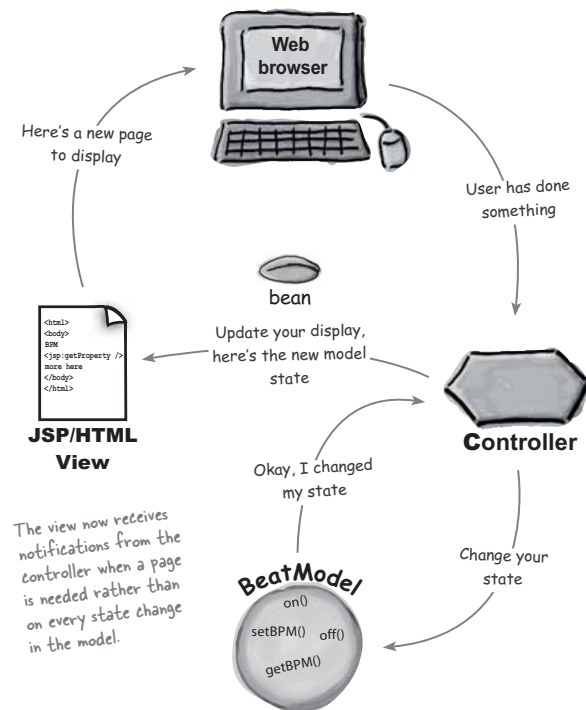 Web
browser
Here's a new page
to display
User has done
something
bean
Update your display,
here's the new model
state
<html>
<body>
BPM
<jsp:getProperty />
more here
</body>
</html>
JSP/HTML
View
Controller
Okay, I changed
my state
The view now receives
notifications from the
controller when a page
is needed rather than
on every state change
in the model.
Change your
state
BeatModel
on()
setBPM()
off()
getBPM()